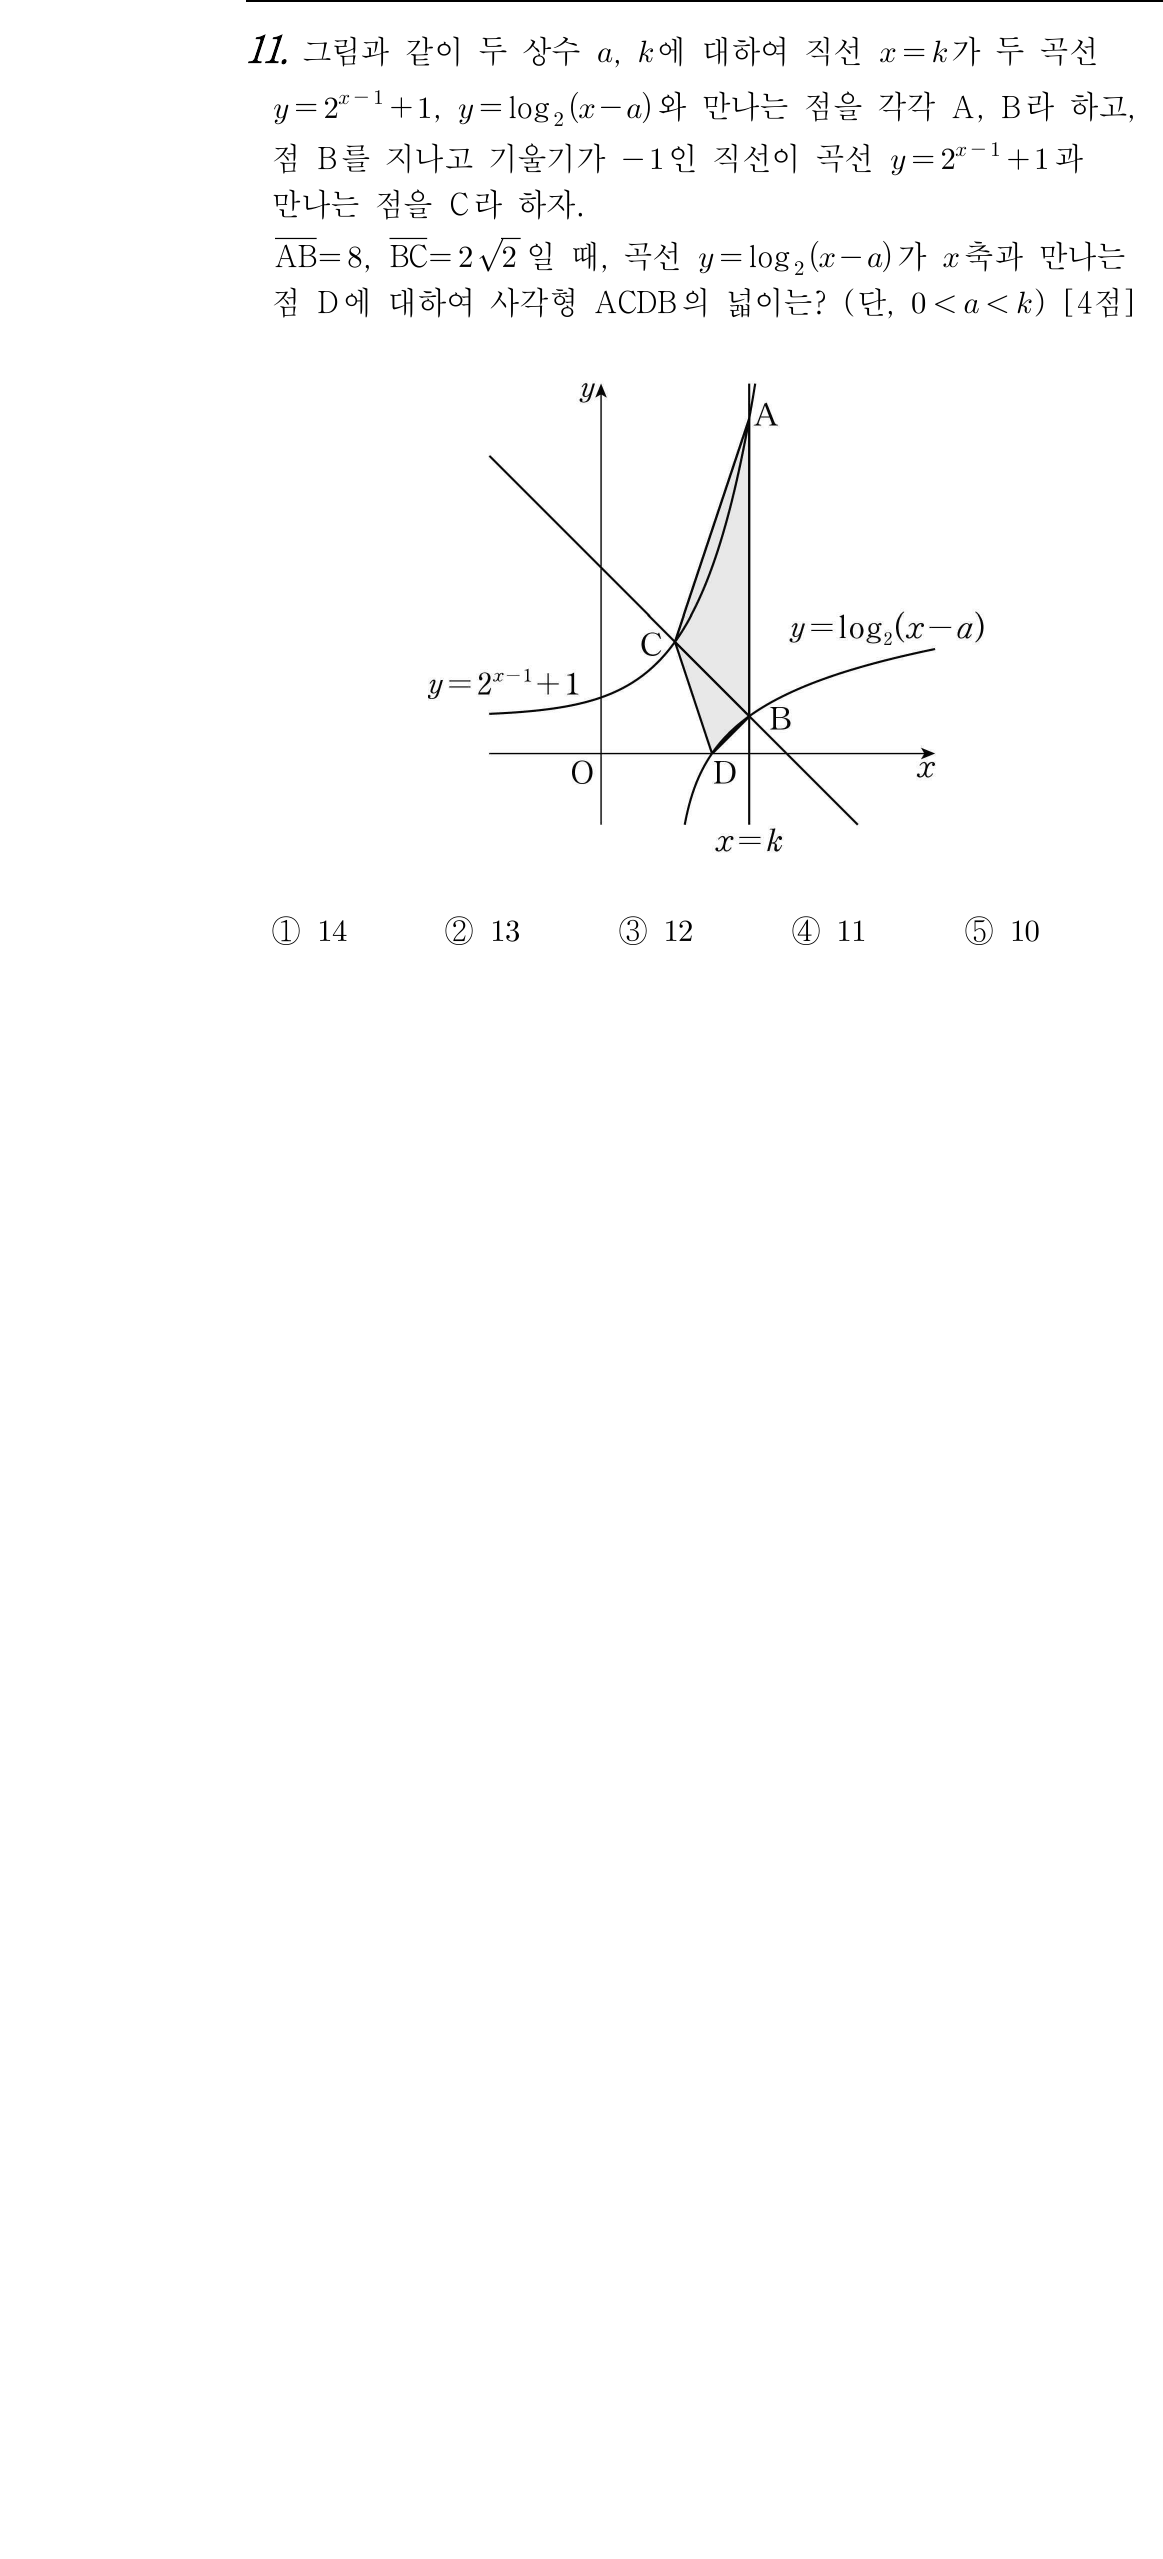 11. 그림과 같이 두 상수 a, k에 대하여 직선 x=k가 두 곡선
y=2^{x-1}+1, y=log_2(x-a)와 만나는 점을 각각 A, B라 하고,
점 B를 지나고 기울기가 -1인 직선이 곡선 y=2^{x-1}+1과
만나는 점을 C라 하자.
\overline{AB}=8, \overline{BC}=2√2일 때, 곡선 y=log_2(x-a)가 x축과 만나는
점 D에 대하여 사각형 ACDB의 넓이는? (단, 0<a<k) [4점]
y
A
y=log_2(x-a)
C
y=2^{x-1}+1
B
O
D
x
x=k
① 14 ② 13 ③ 12 ④ 11 ⑤ 10